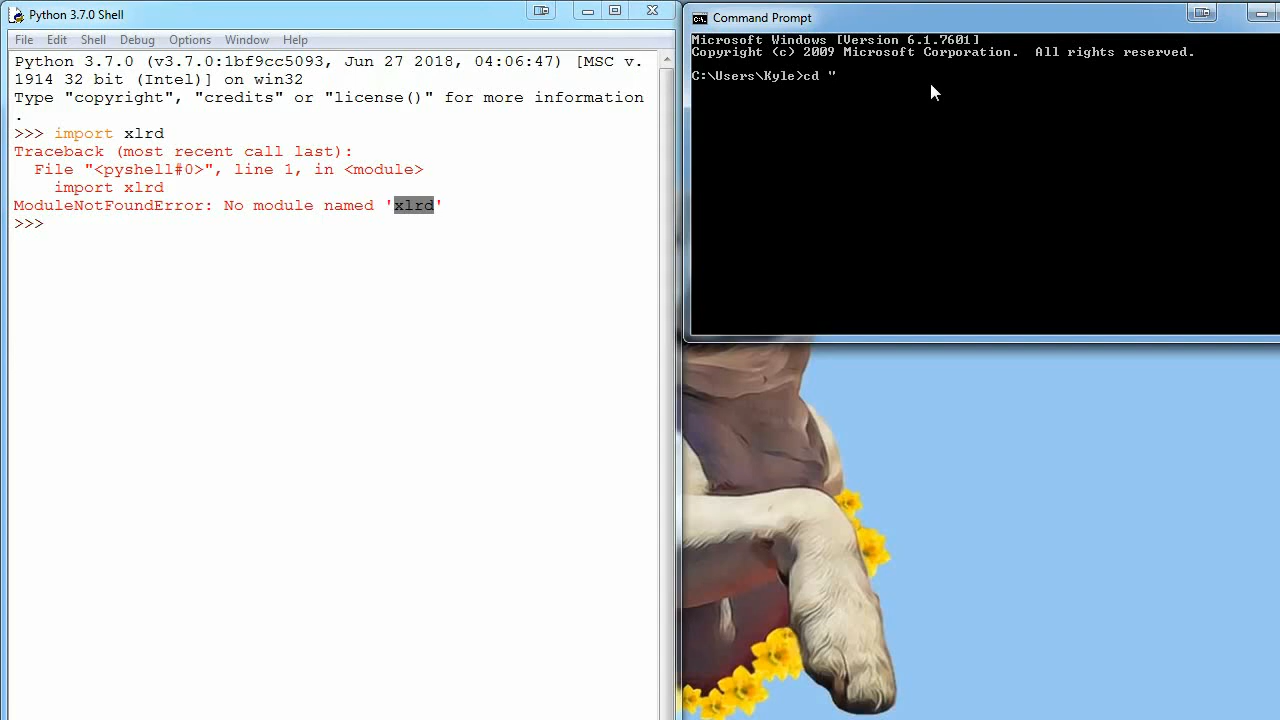 Python 3.7.0 Shell
File Edit Shell Debug Options Window Help
Python 3.7.0 (v3.7.0:1bf9cc5093, Jun 27 2018, 04:06:47) [MSC v.
1914 32 bit (Intel)] on win32
Type "copyright", "credits" or "license()" for more information
.
>>> import xlrd
Traceback (most recent call last):
  File "<pyshell#0>", line 1, in <module>
    import xlrd
ModuleNotFoundError: No module named 'xlrd'
>>>
Command Prompt
Microsoft Windows [Version 6.1.7601]
Copyright (c) 2009 Microsoft Corporation.  All rights reserved.
C:\Users\Kyle>cd "